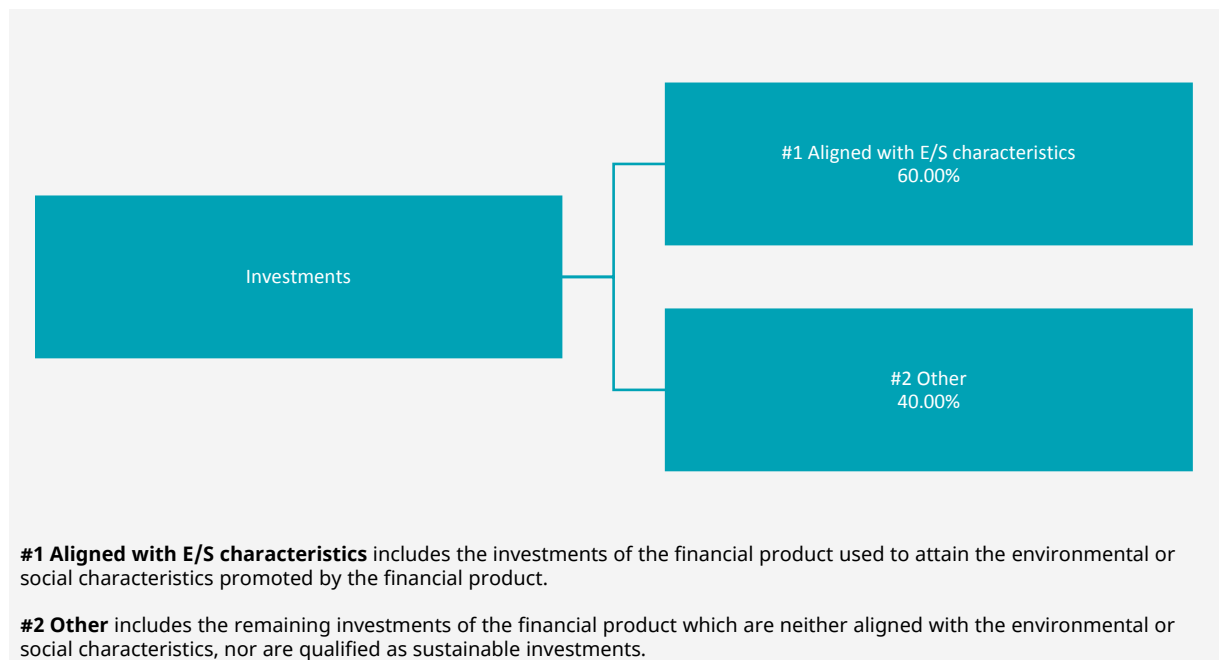 #1 Aligned with E/S characteristics
60.00%
Investments
#2 Other
40.00%
#1 Aligned with E/S characteristics includes the investments of the financial product used to attain the environmental or
social characteristics promoted by the financial product.
#2 Other includes the remaining investments of the financial product which are neither aligned with the environmental or
social characteristics, nor are qualified as sustainable investments.